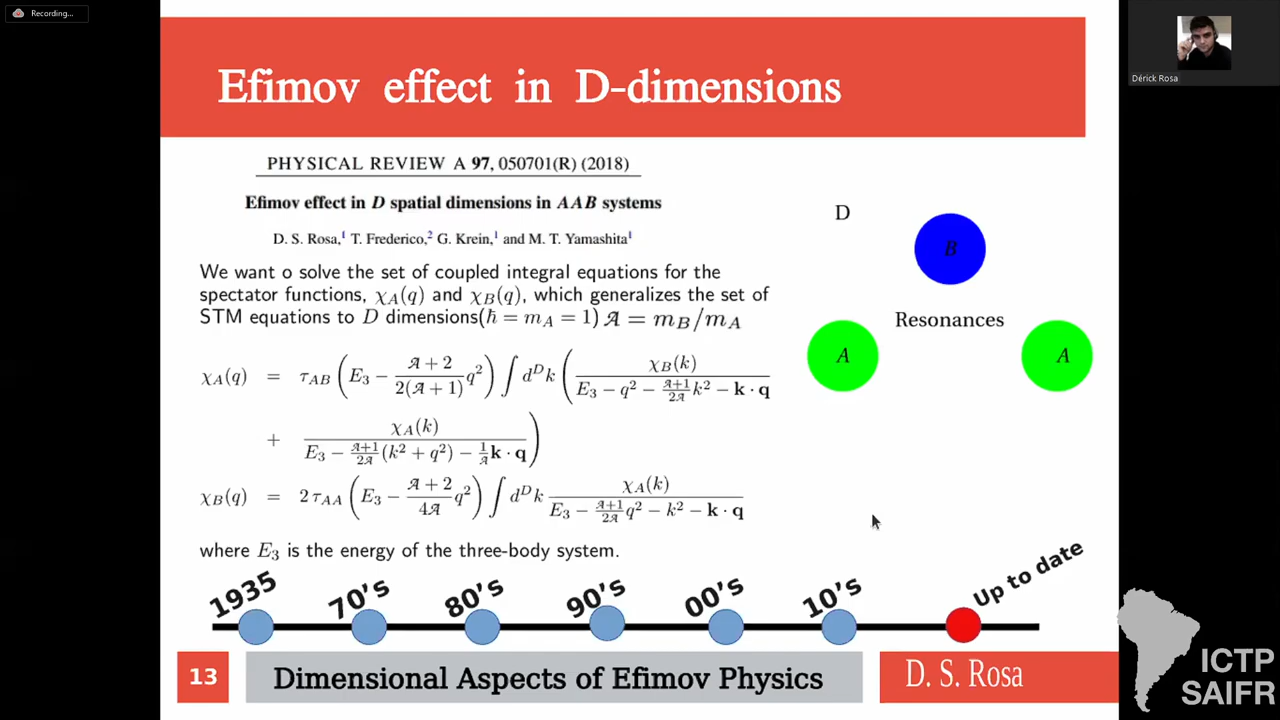 Recording...
Efimov effect in D-dimensions
Dérick Rosa
PHYSICAL REVIEW A 97, 050701(R) (2018)
Efimov effect in D spatial dimensions in AAB systems
D. S. Rosa,¹ T. Frederico,² G. Krein,¹ and M. T. Yamashita¹
We want o solve the set of coupled integral equations for the
spectator functions, χ_A(q) and χ_B(q), which generalizes the set of
STM equations to D dimensions(ħ = m_A = 1) 𝒜 = m_B/m_A
χ_A(q) = τ_AB (E₃ − (𝒜+2)/(2(𝒜+1)) q²) ∫ d^D k ( χ_B(k) / (E₃ − q² − (𝒜+1)/(2𝒜) k² − k · q)
+ χ_A(k) / (E₃ − (𝒜+1)/(2𝒜) (k² + q²) − (1/𝒜) k · q) )
χ_B(q) = 2 τ_AA (E₃ − (𝒜+2)/(4𝒜) q²) ∫ d^D k χ_A(k) / (E₃ − (𝒜+1)/(2𝒜) q² − k² − k · q)
where E₃ is the energy of the three-body system.
D
B
Resonances
A
A
1935
70's
80's
90's
00's
10's
Up to date
13
Dimensional Aspects of Efimov Physics
D. S. Rosa
ICTP
SAIFR